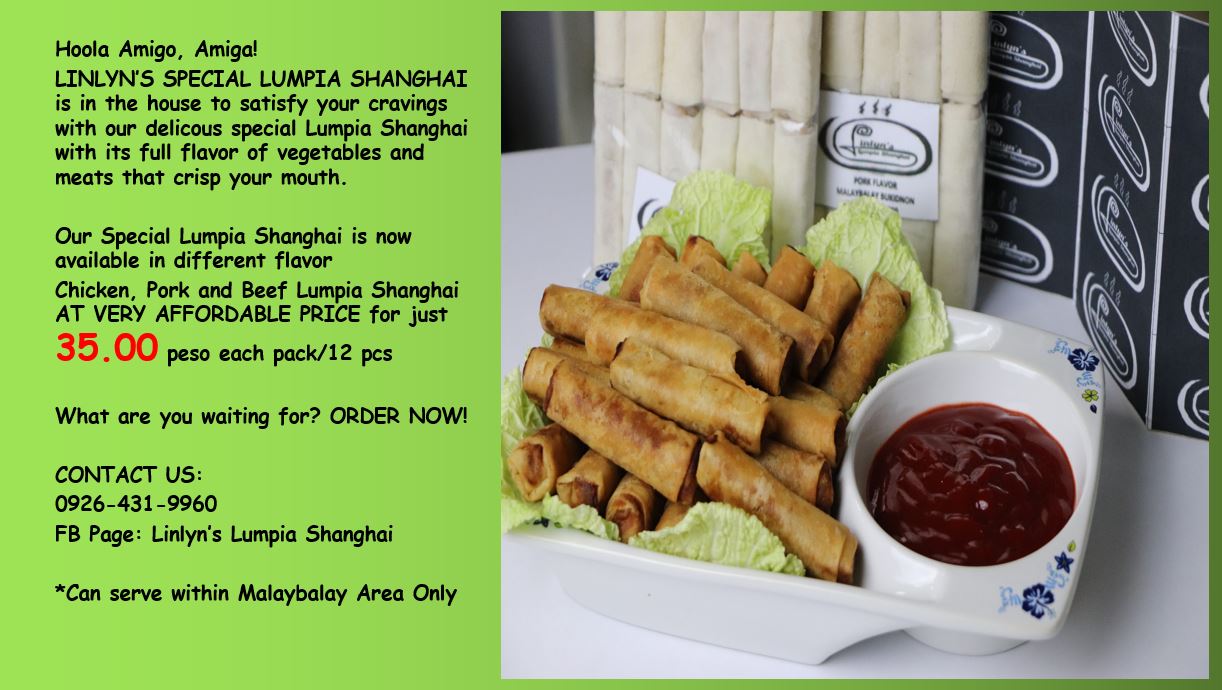 Hoola Amigo, Amiga!
LINLYN'S SPECIAL LUMPIA SHANGHAI
is in the house to satisfy your cravings
with our delicous special Lumpia Shanghai
with its full flavor of vegetables and
meats that crisp your mouth.
Our Special Lumpia Shanghai is now
available in different flavor
Chicken, Pork and Beef Lumpia Shanghai
AT VERY AFFORDABLE PRICE for just
35.00 peso each pack/12 pcs
What are you waiting for? ORDER NOW!
CONTACT US:
0926-431-9960
FB Page: Linlyn's Lumpia Shanghai
*Can serve within Malaybalay Area Only
Linlyn's
Lumpia Shanghai
PORK FLAVOR
MALAYBALAY BUKIDNON